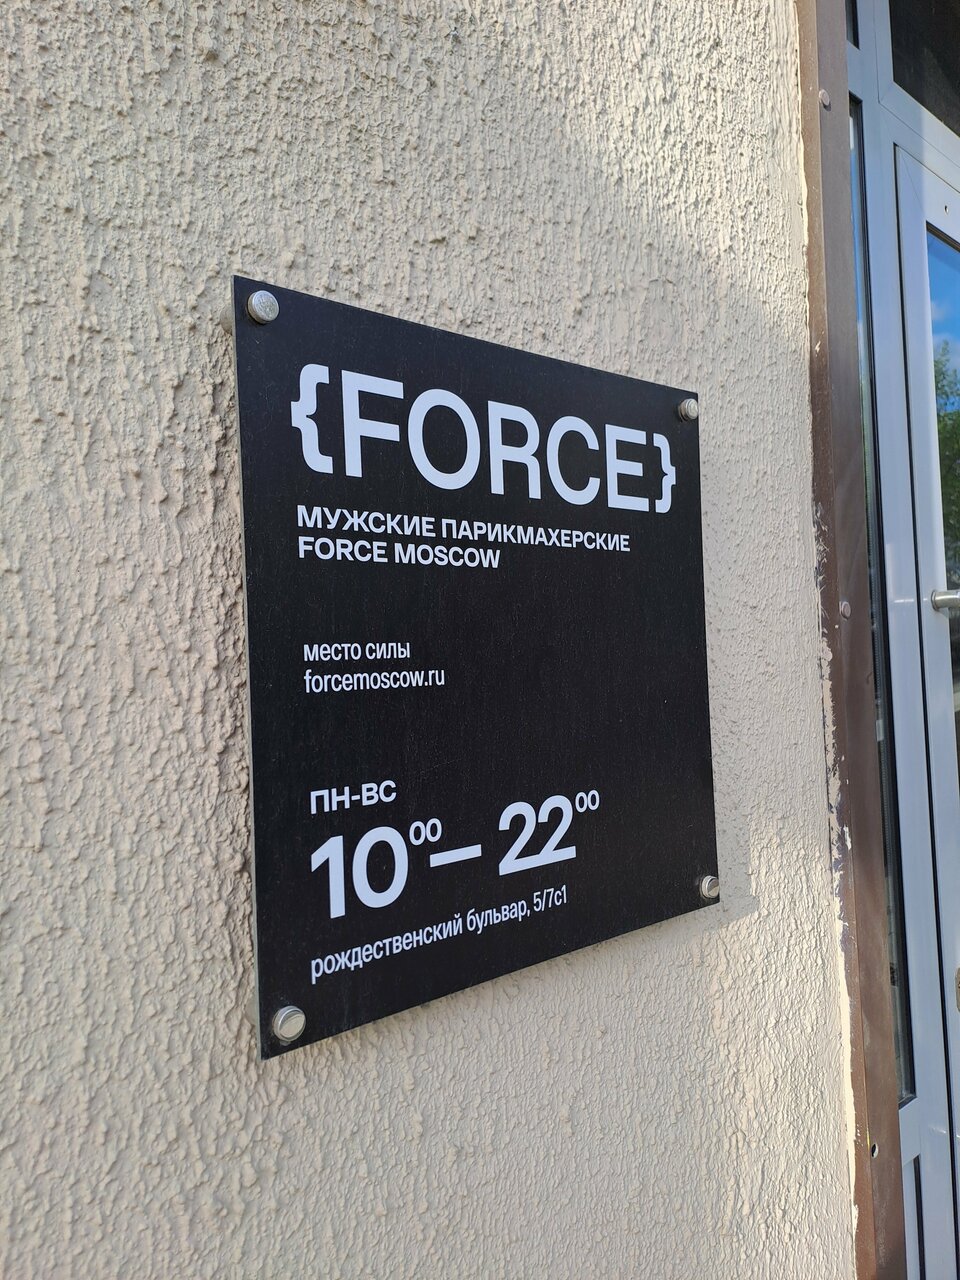 {FORCE}
МУЖСКИЕ ПАРИКМАХЕРСКИЕ
FORCE MOSCOW
место силы
forcemoscow.ru
ПН-ВС
10⁰⁰— 22⁰⁰
рождественский бульвар, 5/7с1